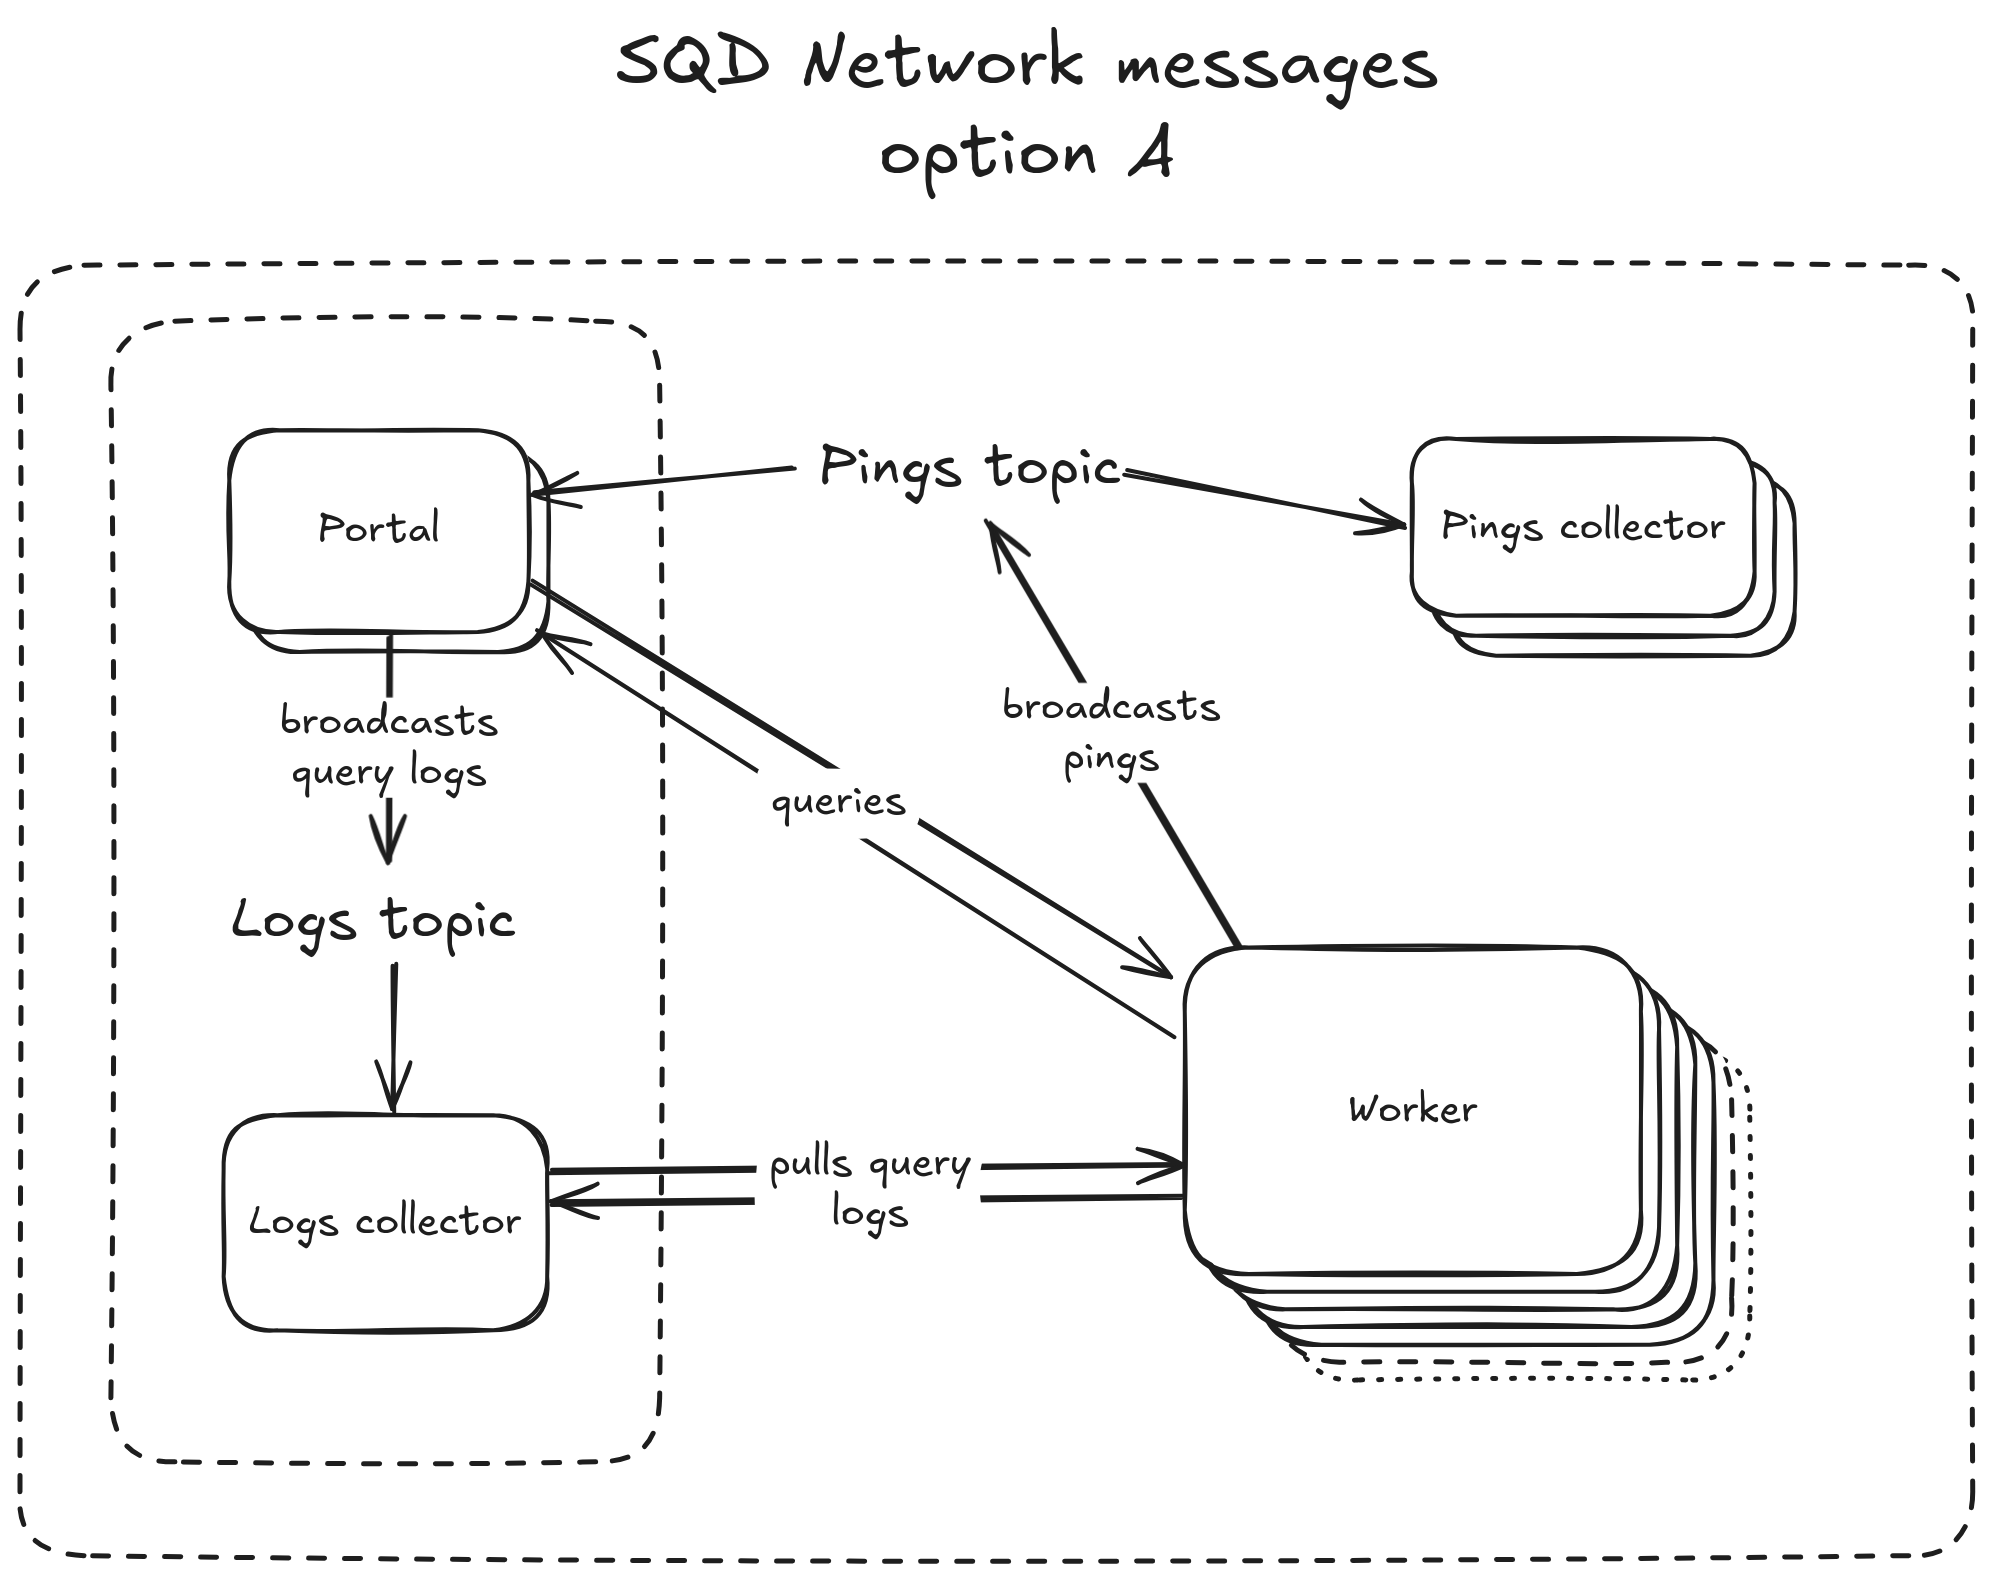 SQD Network messages
option A
Pings topic
Portal
Pings collector
broadcasts
query logs
broadcasts
pings
queries
Logs topic
Worker
pulls query
logs
Logs collector